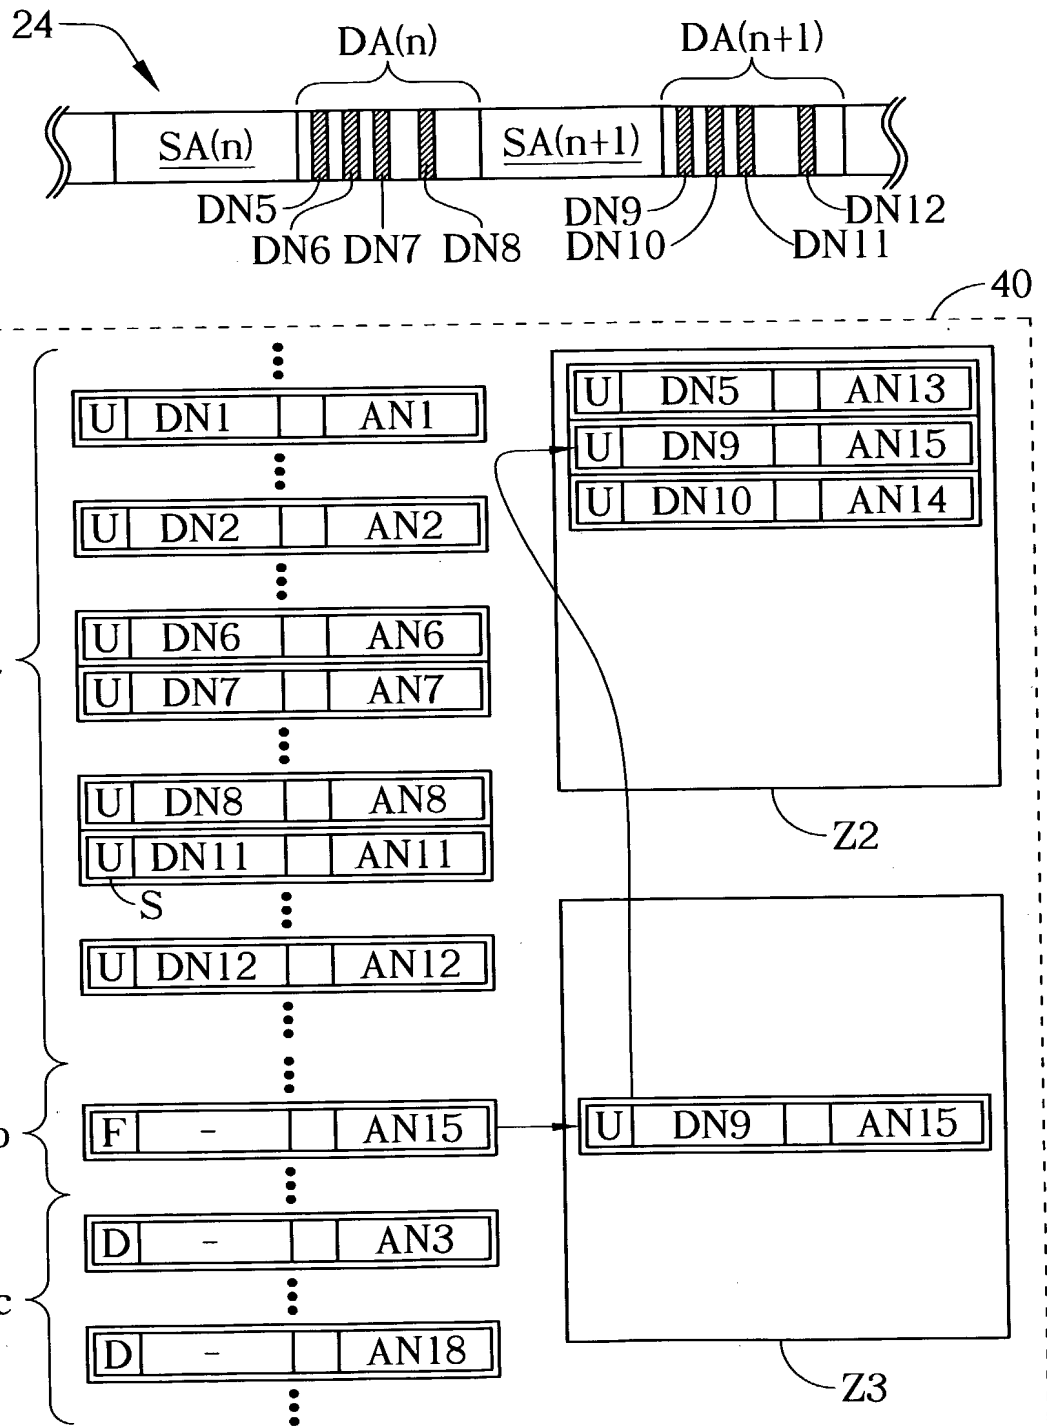 24
DA(n)
DA(n+1)
SA(n)
SA(n+1)
DN5
DN6
DN7
DN8
DN9
DN10
DN11
DN12
40
U DN1 AN1
U DN2 AN2
U DN6 AN6
U DN7 AN7
U DN8 AN8
U DN11 AN11
S
U DN12 AN12
F - AN15
D - AN3
c
D - AN18
U DN5 AN13
U DN9 AN15
U DN10 AN14
Z2
U DN9 AN15
Z3